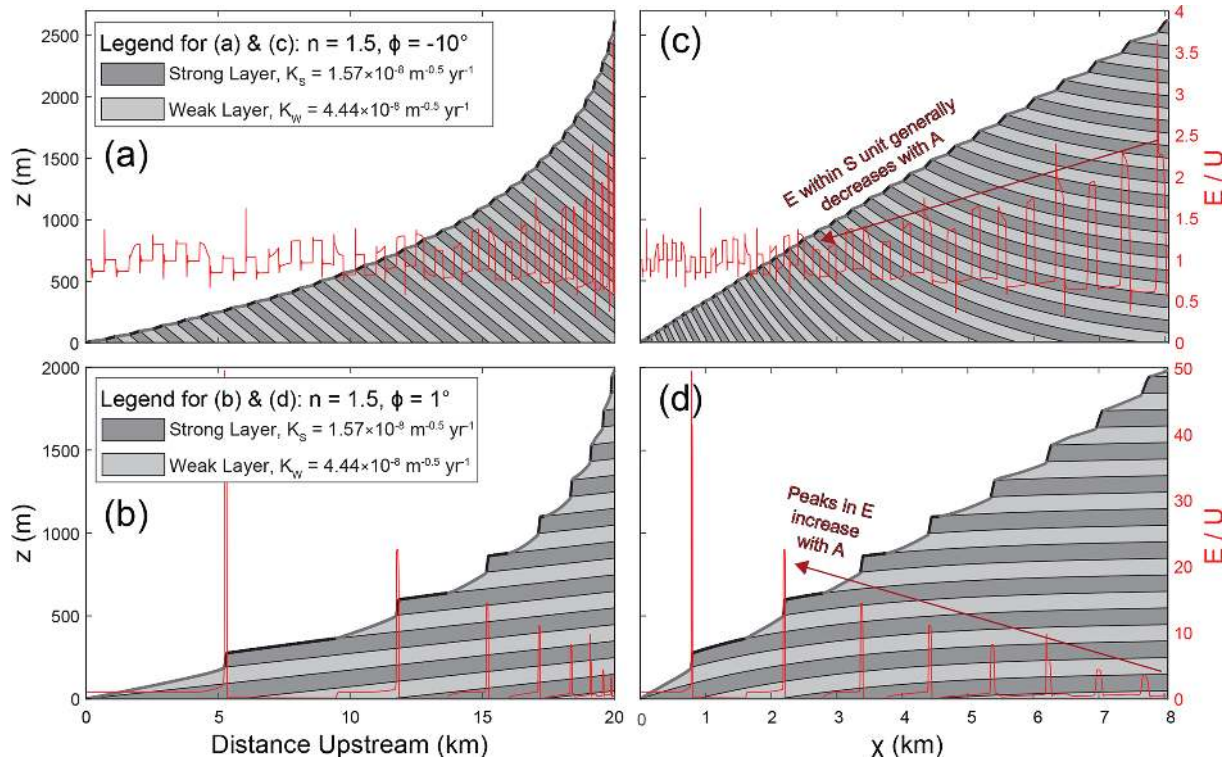 Legend for (a) & (c): n = 1.5, ϕ = -10°
Strong Layer, Kₛ = 1.57×10⁻⁸ m⁻⁰·⁵ yr⁻¹
Weak Layer, K_w = 4.44×10⁻⁸ m⁻⁰·⁵ yr⁻¹
(a)
z (m)
2500
2000
1500
1000
500
0
(c)
E within S unit generally
decreases with A
4
3.5
3
2.5
2
1.5
1
0.5
0
E / U
Legend for (b) & (d): n = 1.5, ϕ = 1°
Strong Layer, Kₛ = 1.57×10⁻⁸ m⁻⁰·⁵ yr⁻¹
Weak Layer, K_w = 4.44×10⁻⁸ m⁻⁰·⁵ yr⁻¹
(b)
z (m)
2000
1500
1000
500
0
0 5 10 15 20
Distance Upstream (km)
(d)
Peaks in E
increase
with A
50
40
30
20
10
0
E / U
0 1 2 3 4 5 6 7 8
χ (km)